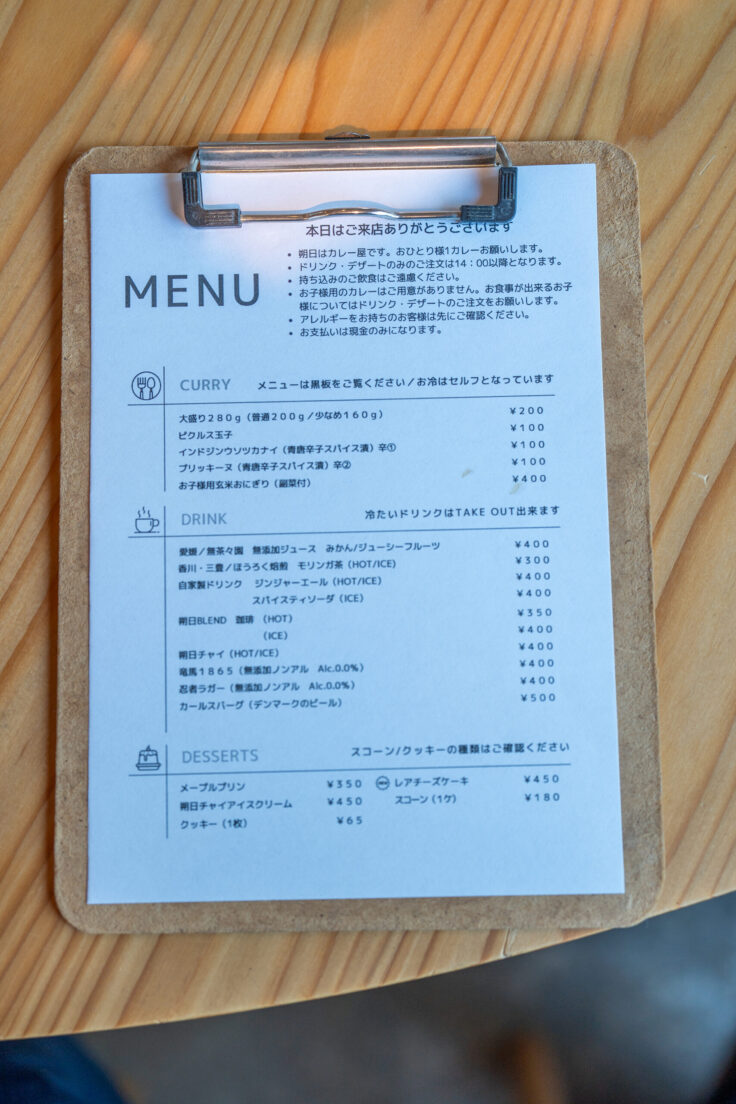 本日はご来店ありがとうございます
MENU
• 朝日はカレー屋です。おひとり様1カレーお願いします。
• ドリンク・デザートのみのご注文は14：00以降となります。
• 持ち込みのご飲食はご遠慮ください。
• お子様用のカレーはご用意がありません。お食事が出来るお子
様についてはドリンク・デザートのご注文をお願いします。
• アレルギーをお持ちのお客様は先にご確認ください。
• お支払いは現金のみになります。
CURRY メニューは黒板をご覧ください/お冷はセルフとなっています
大盛り280g（普通200g/少なめ160g） ¥200
ピクルス玉子 ¥100
インドジンウソツカナイ（青唐辛子スパイス漬）辛① ¥100
プリッキーヌ（青唐辛子スパイス漬）辛② ¥100
お子様用玄米おにぎり（副菜付） ¥400
DRINK 冷たいドリンクはTAKE OUT出来ます
愛媛/無茶々園 無添加ジュース みかん/ジューシーフルーツ ¥400
香川・三豊/ほうろく焙煎 モリンガ茶（HOT/ICE) ¥300
自家製ドリンク ジンジャーエール（HOT/ICE) ¥400
スパイスティソーダ（ICE） ¥400
朔日BLEND 珈琲 （HOT） ¥350
（ICE） ¥400
朔日チャイ（HOT/ICE） ¥400
竜馬1865（無添加ノンアル Alc.0.0%） ¥400
忍者ラガー（無添加ノンアル Alc.0.0%） ¥400
カールスバーグ（デンマークのビール） ¥500
DESSERTS スコーン/クッキーの種類はご確認ください
メープルプリン ¥350 レアチーズケーキ ¥450
朔日チャイアイスクリーム ¥450 スコーン（1ケ） ¥180
クッキー（1枚） ¥65